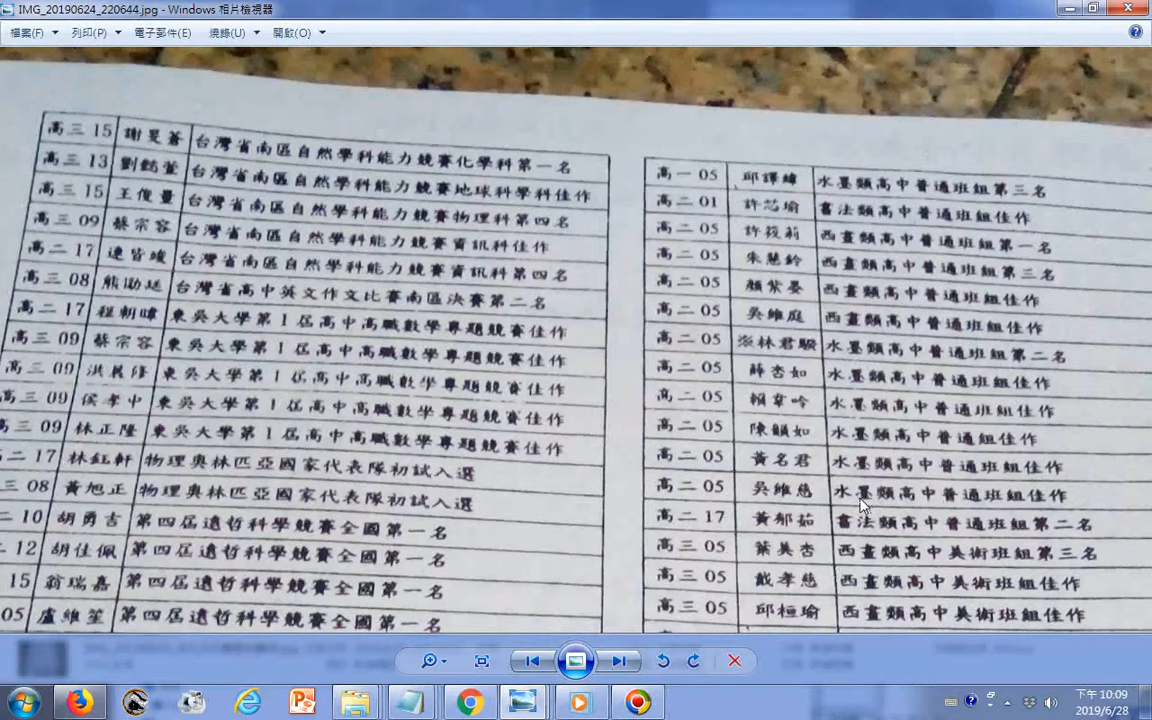 IMG_20190624_220644.jpg - Windows 相片檢視器
檔案(F) 列印(P) 電子郵件(E) 燒錄(U) 開啟(O)
高三 15 謝旻蒼 台灣省南區自然學科能力競賽化學科第一名
高三 13 劉懿萱 台灣省南區自然學科能力競賽地球科學科佳作
高三 15 王俊量 台灣省南區自然學科能力競賽物理科第四名
高三 09 蔡宗容 台灣省南區自然學科能力競賽資訊科佳作
高二 17 連皆竣 台灣省南區自然學科能力競賽資訊科第四名
高三 08 台灣省高中英文作文比賽南區決賽第二名
高二 17 程朝暐 東吳大學第1屆高中高職數學專題競賽佳作
高三 09 蔡宗容 東吳大學第1屆高中高職數學專題競賽佳作
高三 09 東吳大學第1屆高中高職數學專題競賽佳作
高三 09 侯孝中 東吳大學第1屆高中高職數學專題競賽佳作
三 09 林正隆 東吳大學第1屆高中高職數學專題競賽佳作
二 17 林鈺軒 物理奧林匹亞國家代表隊初試入選
三 08 黃旭正 物理奧林匹亞國家代表隊初試入選
二 10 胡勇吉 第四屆遠哲科學競賽全國第一名
12 胡佳佩 第四屆遠哲科學競賽全國第一名
15 翁瑞嘉 第四屆遠哲科學競賽全國第一名
05 盧維笙 第四屆遠哲科學競賽全國第一名
高一 05 邱譯緯 水墨類高中普通班組第三名
高二 01 許芯瑜 書法類高中普通班組佳作
高二 05 許筱莉 西畫類高中普通班組第一名
高二 05 朱慧鈴 西畫類高中普通班組第三名
高二 05 顏紫晏 西畫類高中普通班組佳作
高二 05 吳維庭 西畫類高中普通班組佳作
高二 05 林君 水墨類高中普通班組第二名
高二 05 薛杏如 水墨類高中普通班組佳作
高二 05 賴韋吟 水墨類高中普通班組佳作
高二 05 陳韻如 水墨類高中普通班組佳作
高二 05 黃名君 水墨類高中普通班組佳作
高二 05 吳維慈 水墨類高中普通班組佳作
高二 17 黃郁茹 書法類高中普通班組第二名
高三 05 葉美杏 西畫類高中美術班組第三名
高三 05 戴孝慈 西畫類高中美術班組佳作
高三 05 邱桓瑜 西畫類高中美術班組佳作
下午 10:09
2019/6/28